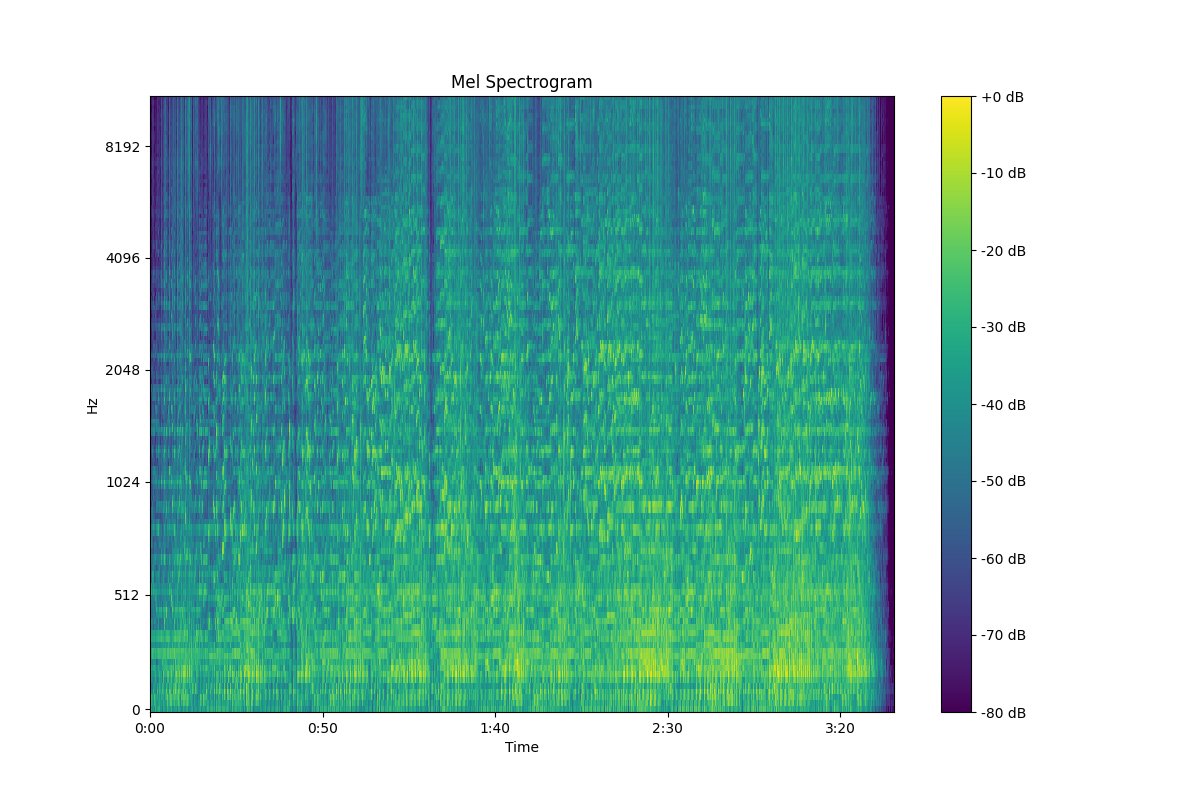 Mel Spectrogram
+0 dB
8192
-10 dB
-20 dB
4096
-30 dB
2048
-40 dB
Hz
1024
-50 dB
-60 dB
512
-70 dB
0
-80 dB
0:00 0:50 1:40 2:30 3:20
Time